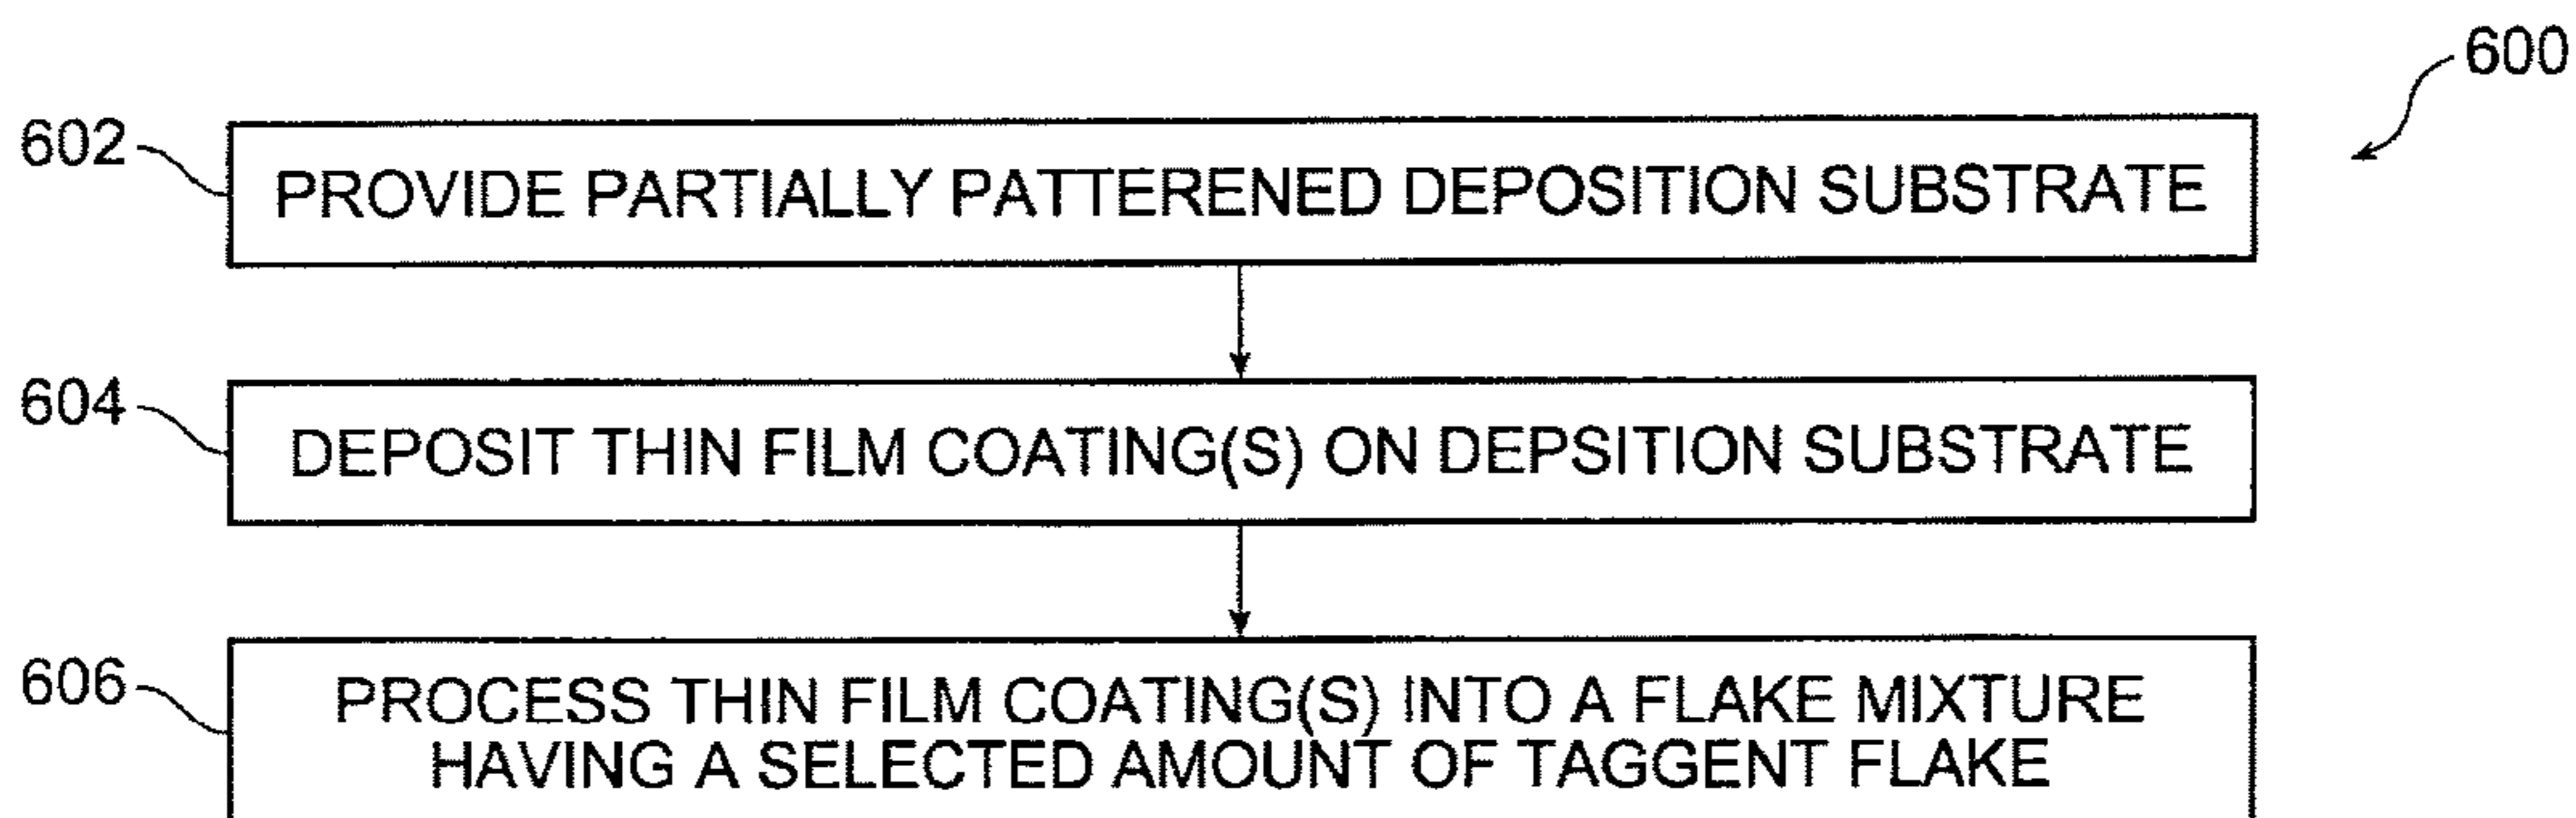 600
602
PROVIDE PARTIALLY PATTERENED DEPOSITION SUBSTRATE
604
DEPOSIT THIN FILM COATING(S) ON DEPSITION SUBSTRATE
606
PROCESS THIN FILM COATING(S) INTO A FLAKE MIXTURE
HAVING A SELECTED AMOUNT OF TAGGENT FLAKE